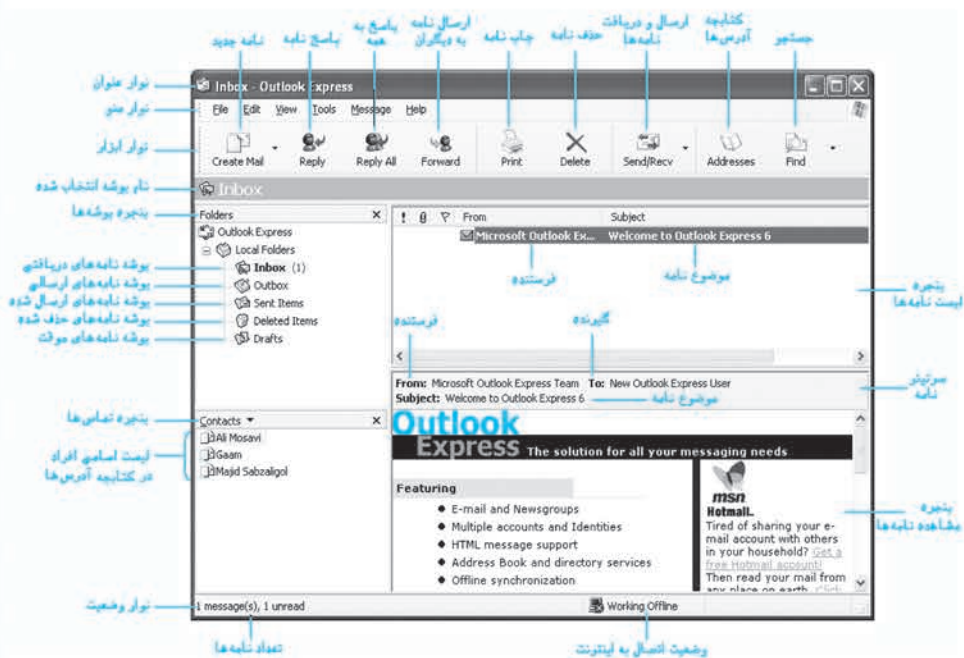 نامه جدید
پاسخ نامه
پاسخ به همه
ارسال نامه به دیگران
چاپ نامه
حذف نامه
ارسال و دریافت نامه‌ها
کتابچه آدرس‌ها
جستجو
نوار عنوان
Inbox - Outlook Express
نوار منو
File Edit View Tools Message Help
نوار ابزار
Create Mail Reply Reply All Forward Print Delete Send/Recv Addresses Find
نام پوشه انتخاب شده
Inbox
پنجره پوشه‌ها
Folders
! From Subject
Outlook Express
Microsoft Outlook Ex... Welcome to Outlook Express 6
Local Folders
پوشه نامه‌های دریافتی
Inbox (1)
فرستنده
موضوع نامه
پوشه نامه‌های ارسالی
Outbox
پنجره
لیست نامه‌ها
پوشه نامه‌های ارسال شده
Sent Items
پوشه نامه‌های حذف شده
Deleted Items
فرستنده
گیرنده
پوشه نامه‌های موقت
Drafts
From: Microsoft Outlook Express Team To: New Outlook Express User
Subject: Welcome to Outlook Express 6
موضوع نامه
سرتیتر
نامه
پنجره تماس‌ها
Contacts
Ali Mosavi
Gaam
Majid Sabzaligol
لیست اسامی افراد
در کتابچه آدرس‌ها
Outlook
Express The solution for all your messaging needs
Featuring
E-mail and Newsgroups
Multiple accounts and Identities
HTML message support
Address Book and directory services
Offline synchronization
msn
Hotmail.
Tired of sharing your e-
mail account with others
in your household? Get a
free Hotmail account!
Then read your mail from
any place on earth. Click
پنجره
مشاهده نامه‌ها
نوار وضعیت
1 message(s), 1 unread
Working Offline
تعداد نامه‌ها
وضعیت اتصال به اینترنت